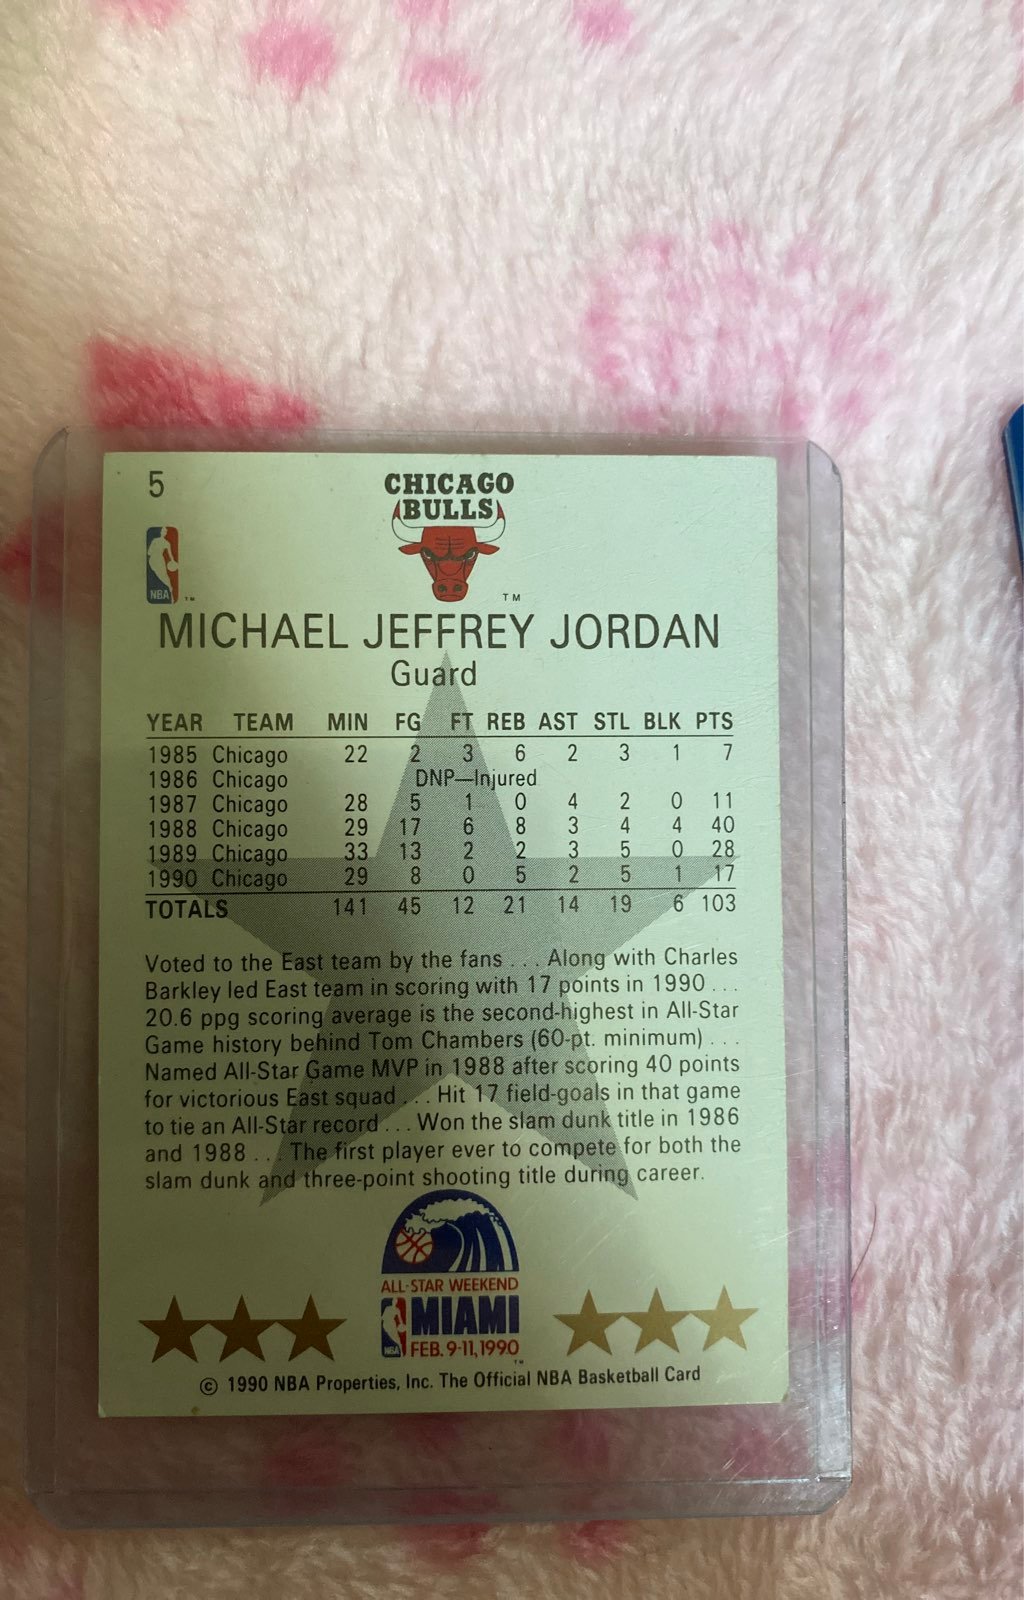 5
CHICAGO
BULLS
NBA ™
™
MICHAEL JEFFREY JORDAN
Guard
YEAR TEAM MIN FG FT REB AST STL BLK PTS
1985 Chicago 22 2 3 6 2 3 1 7
1986 Chicago DNP—Injured
1987 Chicago 28 5 1 0 4 2 0 11
1988 Chicago 29 17 6 8 3 4 4 40
1989 Chicago 33 13 2 2 3 5 0 28
1990 Chicago 29 8 0 5 2 5 1 17
TOTALS 141 45 12 21 14 19 6 103
Voted to the East team by the fans . . . Along with Charles
Barkley led East team in scoring with 17 points in 1990 . . .
20.6 ppg scoring average is the second-highest in All-Star
Game history behind Tom Chambers (60-pt. minimum) . . .
Named All-Star Game MVP in 1988 after scoring 40 points
for victorious East squad . . . Hit 17 field-goals in that game
to tie an All-Star record . . . Won the slam dunk title in 1986
and 1988 . . . The first player ever to compete for both the
slam dunk and three-point shooting title during career.
ALL-STAR WEEKEND
MIAMI
NBA FEB. 9-11, 1990
™
© 1990 NBA Properties, Inc. The Official NBA Basketball Card